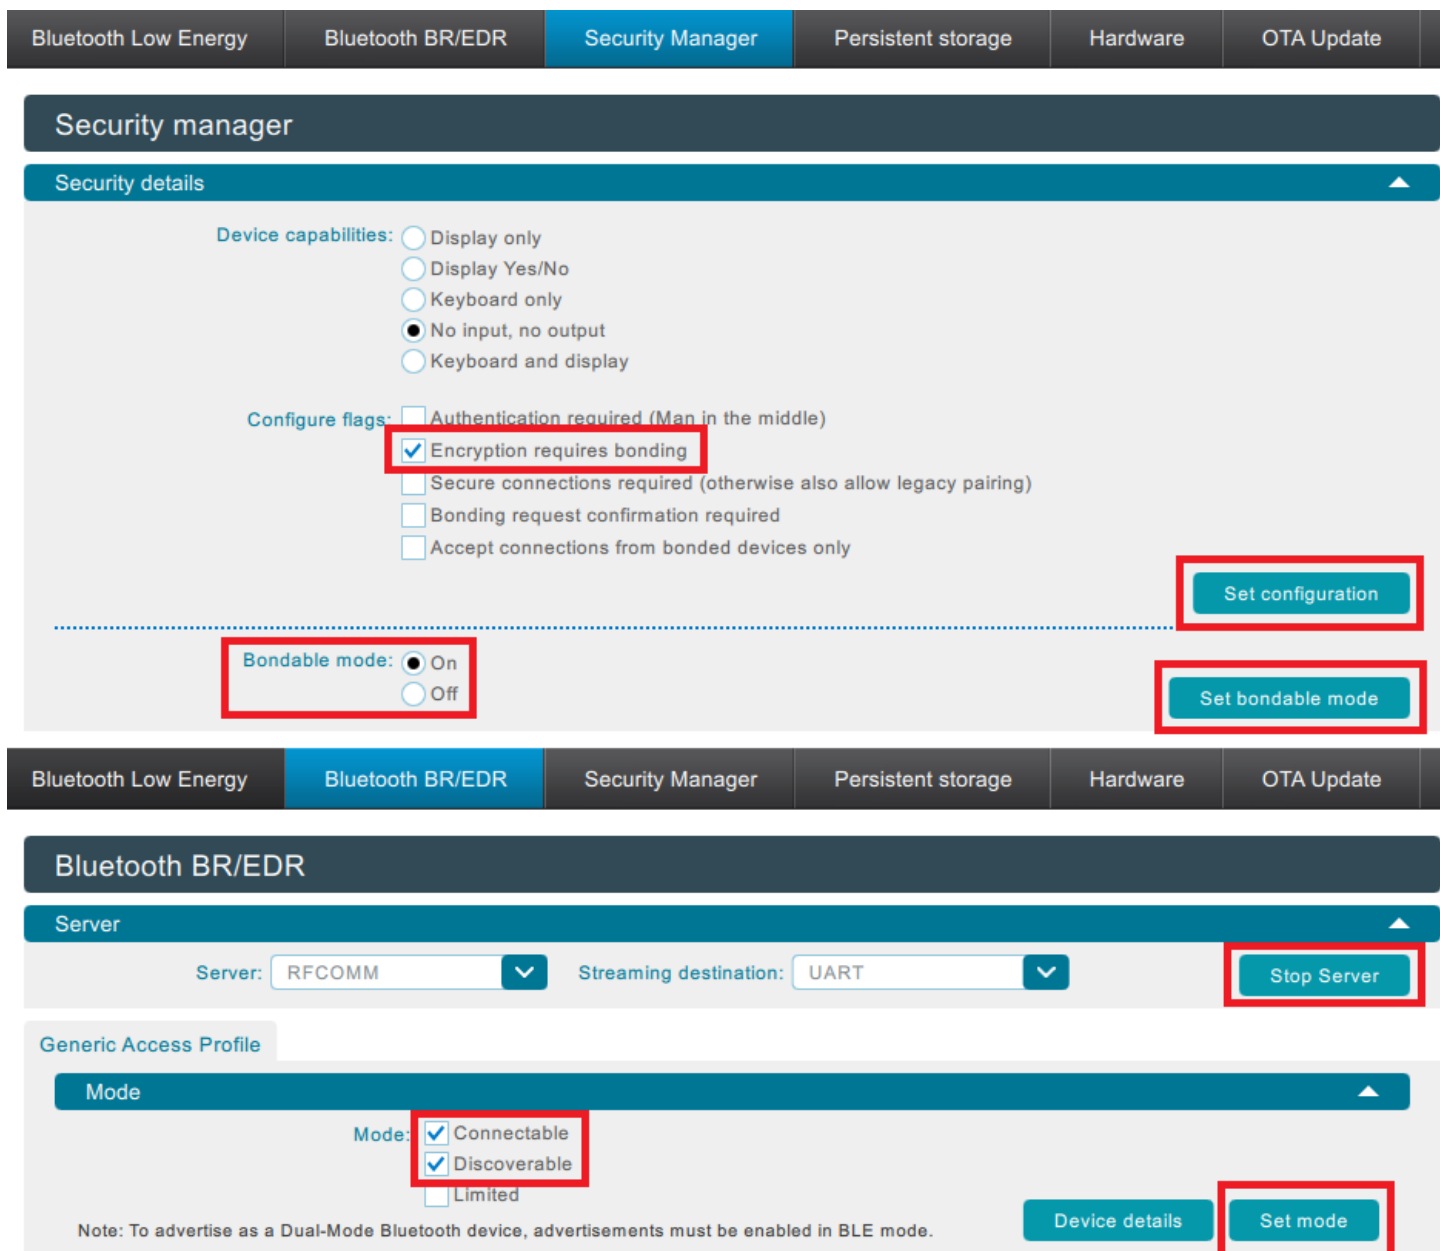 Bluetooth Low Energy Bluetooth BR/EDR Security Manager Persistent storage Hardware OTA Update
Security manager
Security details
Device capabilities: Display only
Display Yes/No
Keyboard only
No input, no output
Keyboard and display
Configure flags: Authentication required (Man in the middle)
Encryption requires bonding
Secure connections required (otherwise also allow legacy pairing)
Bonding request confirmation required
Accept connections from bonded devices only
Set configuration
Bondable mode: On
Off
Set bondable mode
Bluetooth Low Energy Bluetooth BR/EDR Security Manager Persistent storage Hardware OTA Update
Bluetooth BR/EDR
Server
Server: RFCOMM Streaming destination: UART Stop Server
Generic Access Profile
Mode
Mode: Connectable
Discoverable
Limited
Note: To advertise as a Dual-Mode Bluetooth device, advertisements must be enabled in BLE mode. Device details Set mode